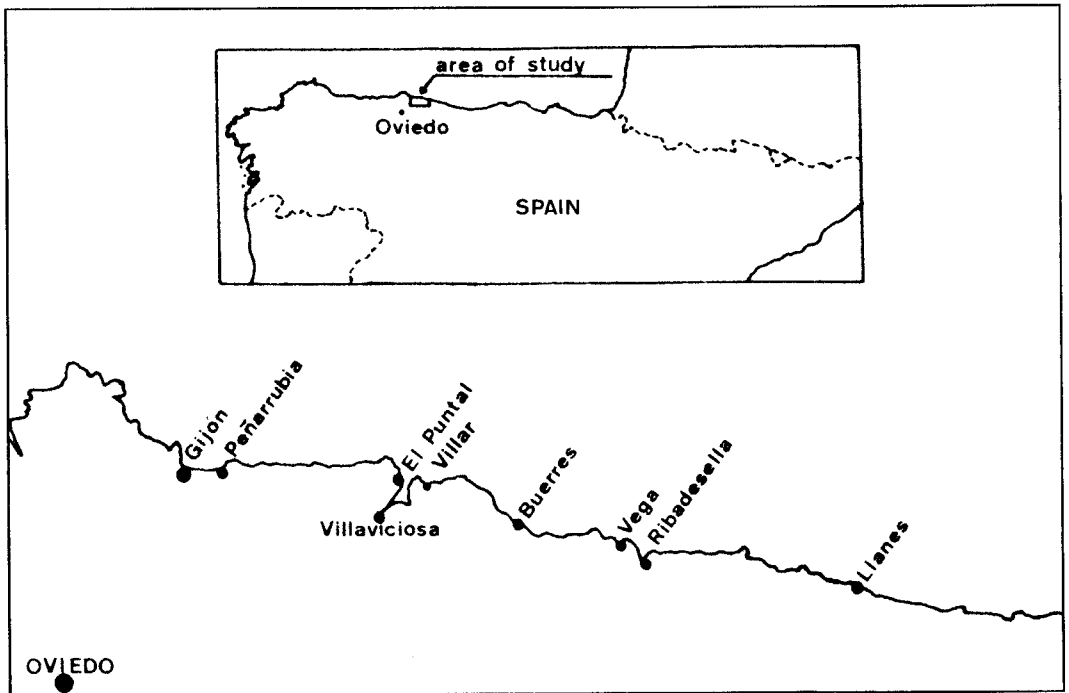 area of study
Oviedo
SPAIN
Gijón
Peñarrubia
El Puntal
Villar
Villaviciosa
Buerres
Vega
Ribadesella
Llanes
OVIEDO